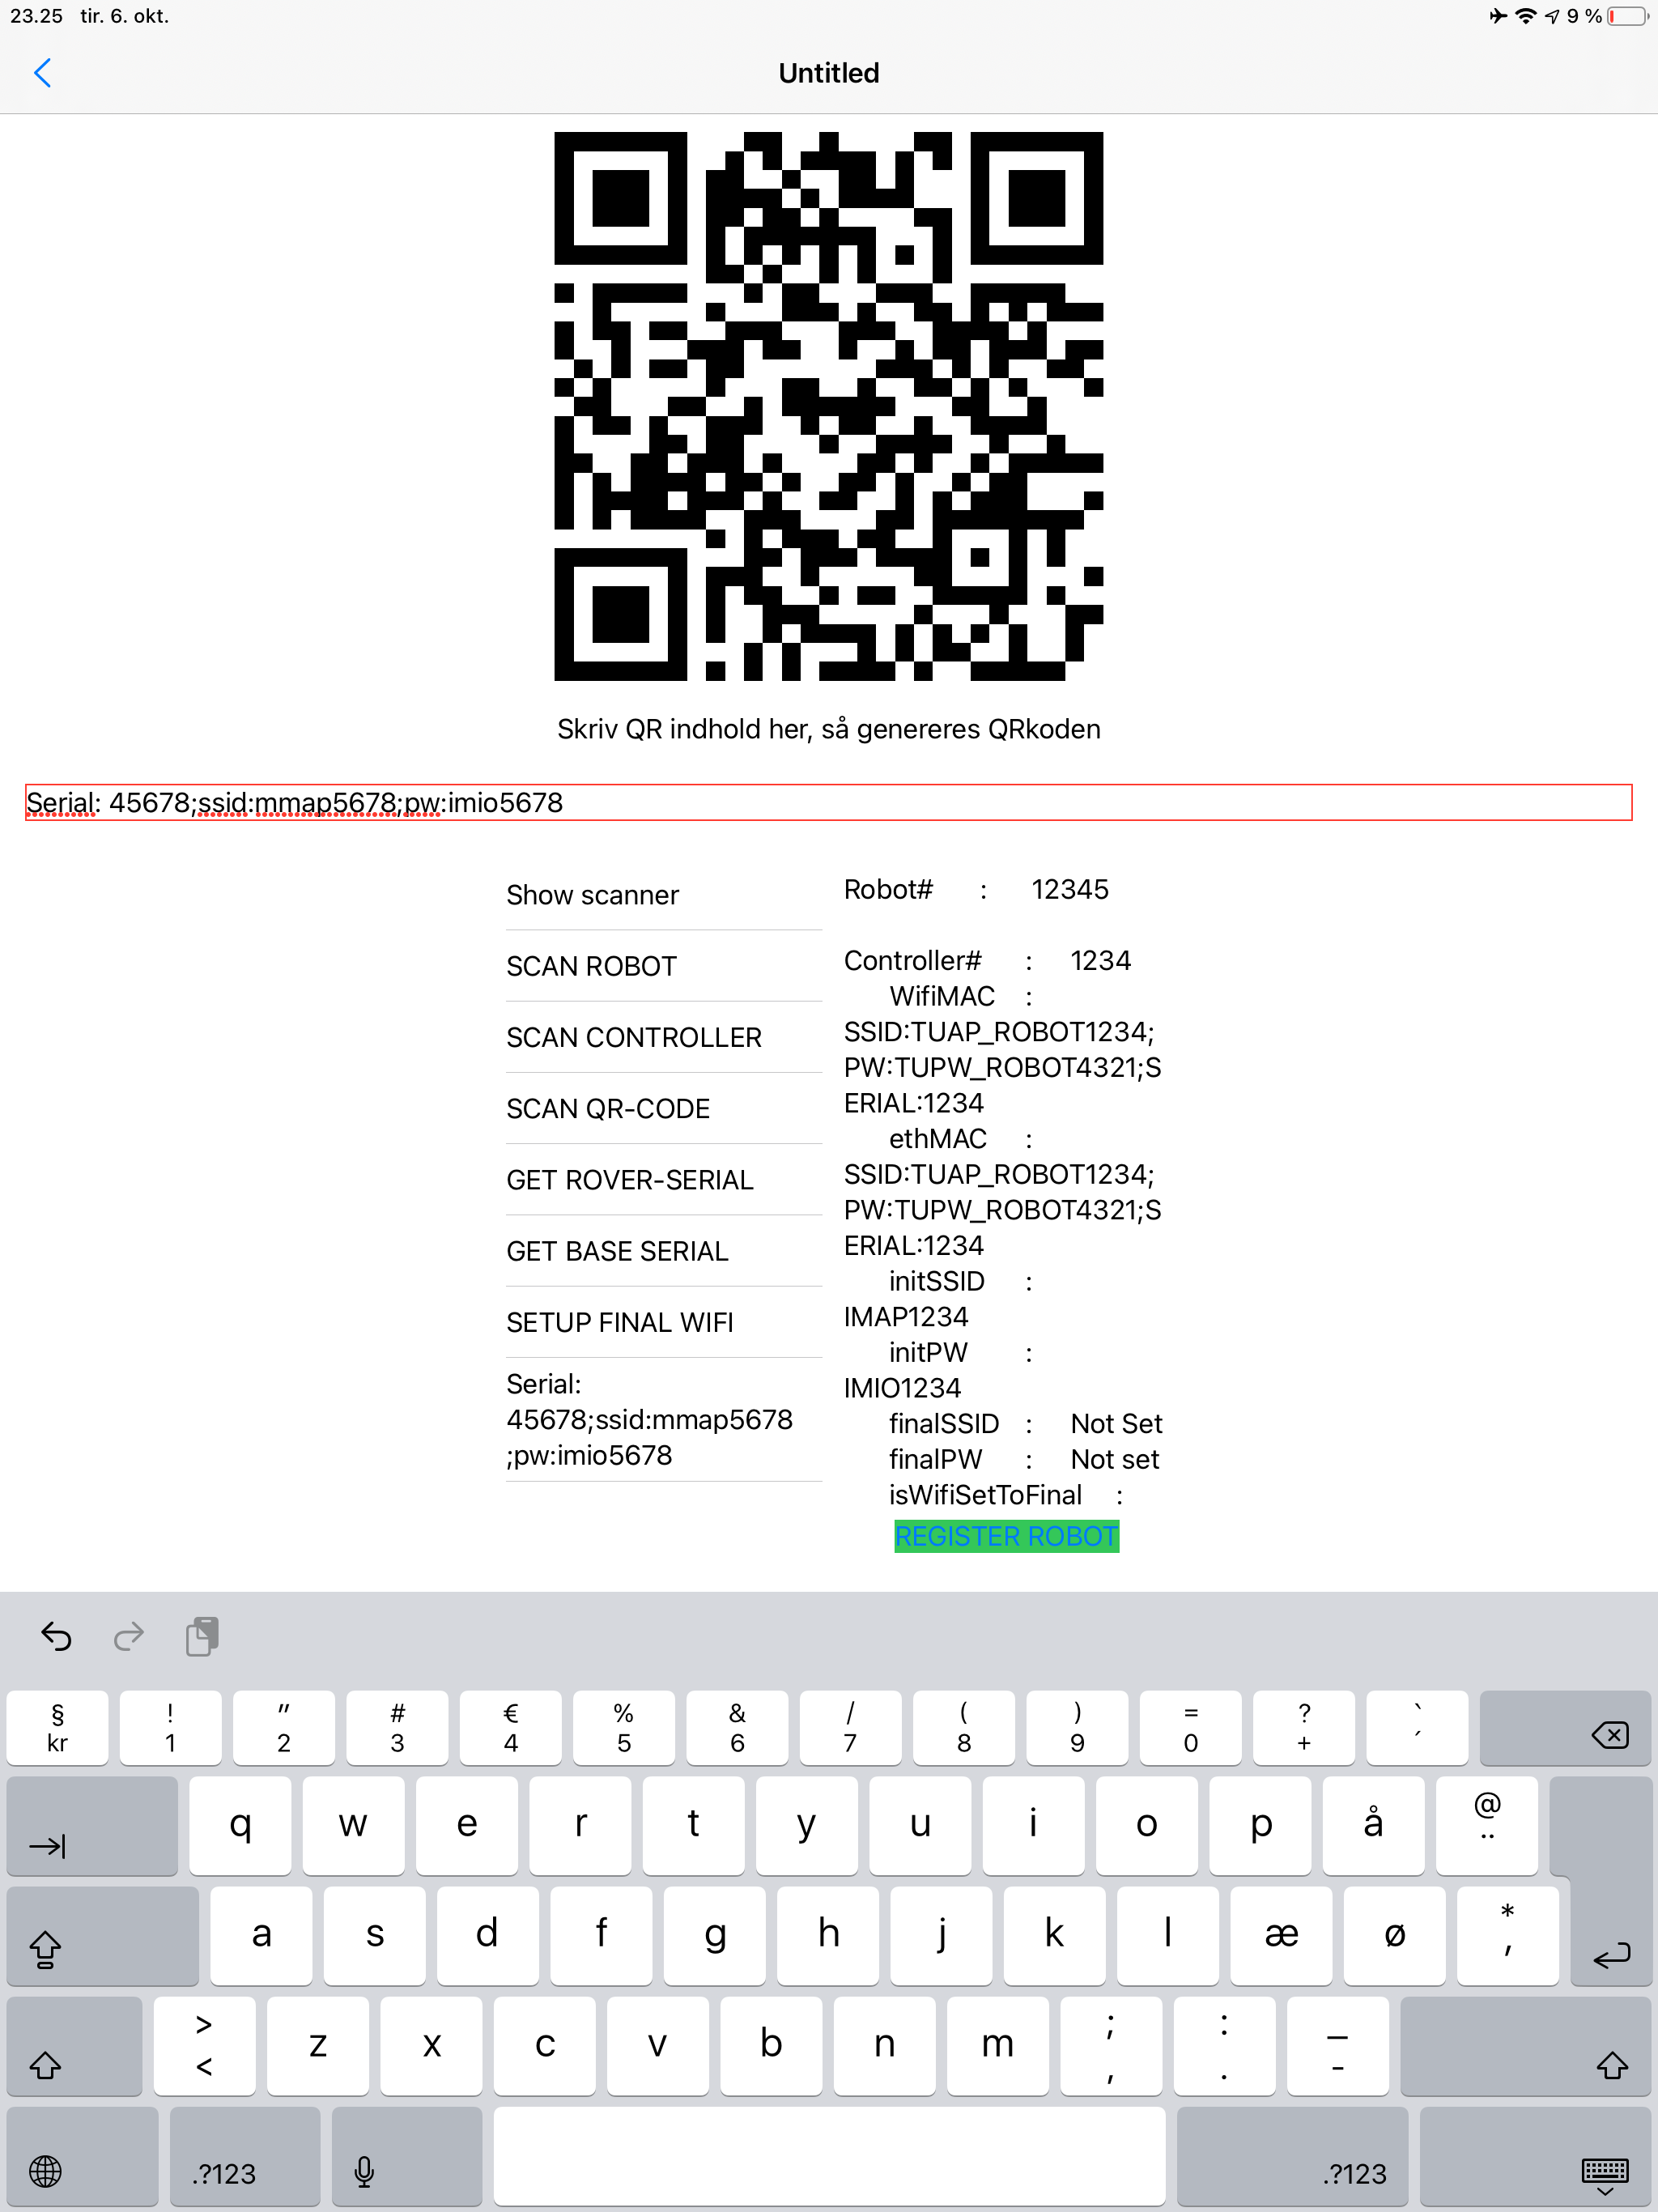 23.25 tir. 6. okt.
9 %
Untitled
Skriv QR indhold her, så genereres QRkoden
Serial: 45678;ssid:mmap5678;pw:imio5678
Show scanner
SCAN ROBOT
SCAN CONTROLLER
SCAN QR-CODE
GET ROVER-SERIAL
GET BASE SERIAL
SETUP FINAL WIFI
Serial:
45678;ssid:mmap5678
;pw:imio5678
Robot# : 12345
Controller# : 1234
WifiMAC :
SSID:TUAP_ROBOT1234;
PW:TUPW_ROBOT4321;S
ERIAL:1234
ethMAC :
SSID:TUAP_ROBOT1234;
PW:TUPW_ROBOT4321;S
ERIAL:1234
initSSID :
IMAP1234
initPW :
IMIO1234
finalSSID : Not Set
finalPW : Not set
isWifiSetToFinal :
REGISTER ROBOT
§ ! " # € % & / ( ) = ? `
kr 1 2 3 4 5 6 7 8 9 0 + ´
q w e r t y u i o p å @ ¨
a s d f g h j k l æ ø * '
> < z x c v b n m ; , : . _ -
.?123 .?123